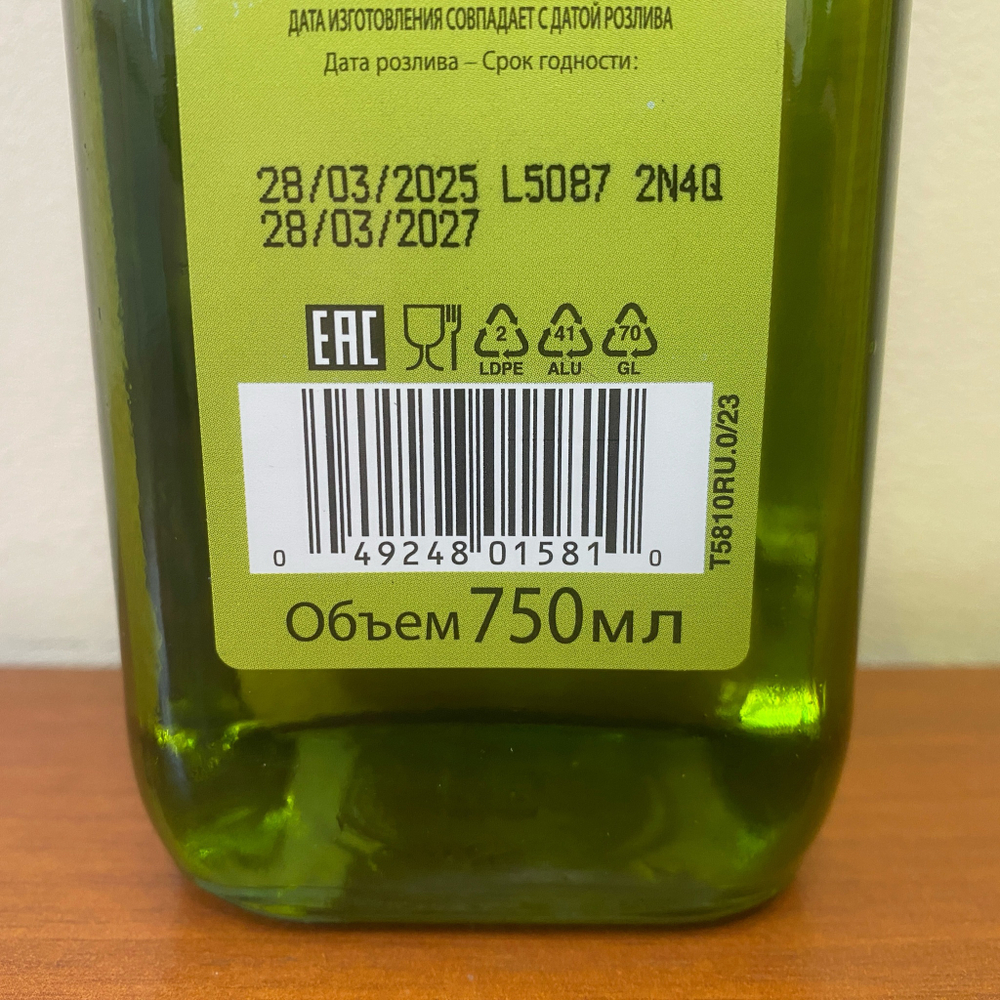 ДАТА ИЗГОТОВЛЕНИЯ СОВПАДАЕТ С ДАТОЙ РОЗЛИВА
Дата розлива – Срок годности:
28/03/2025 L5087 2N4Q
28/03/2027
EAC
2 41 70
LDPE ALU GL
T5810RU.0/23
0 49248 01581 0
Объем 750мл